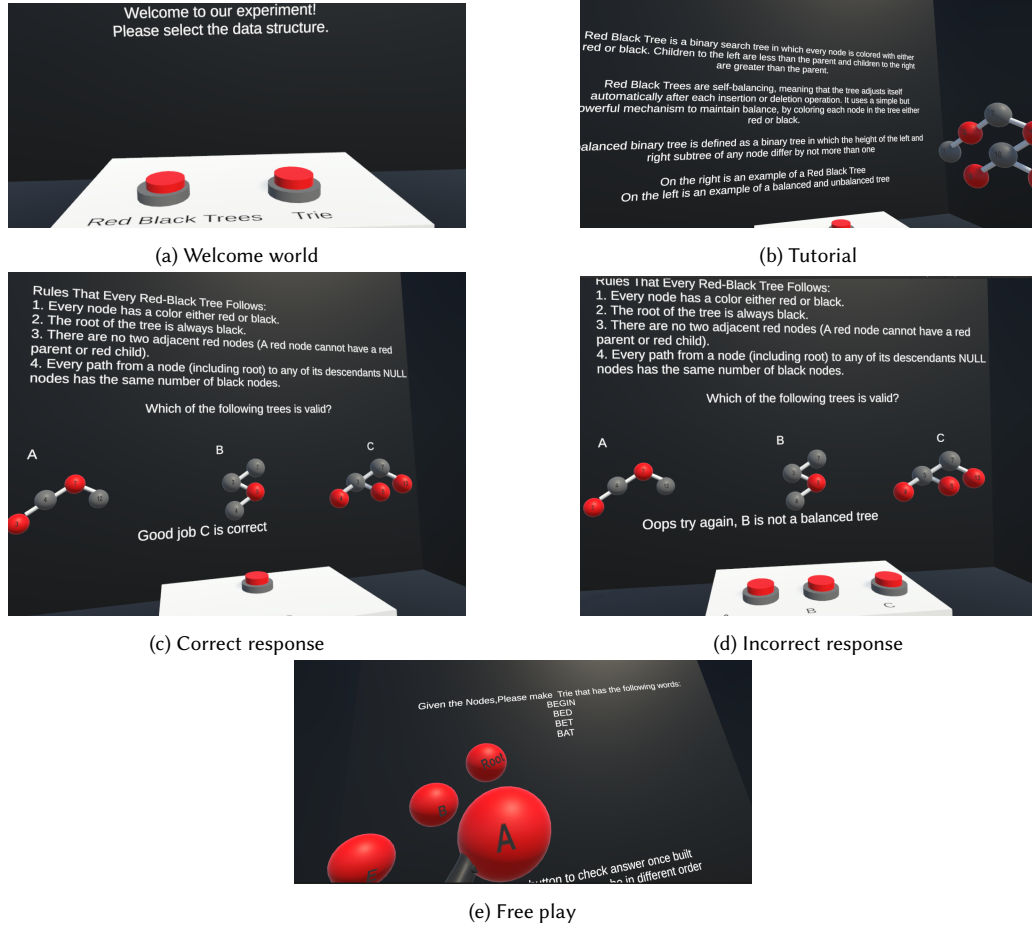 Welcome to our experiment!
Please select the data structure.
Red Black Trees
Trie
(a) Welcome world
Red Black Tree is a binary search tree in which every node is colored with either
red or black. Children to the left are less than the parent and children to the right
are greater than the parent.
Red Black Trees are self-balancing, meaning that the tree adjusts itself
automatically after each insertion or deletion operation. It uses a simple but
owerful mechanism to maintain balance, by coloring each node in the tree either
red or black.
alanced binary tree is defined as a binary tree in which the height of the left and
right subtree of any node differ by not more than one
On the right is an example of a Red Black Tree
On the left is an example of a balanced and unbalanced tree
(b) Tutorial
Rules That Every Red-Black Tree Follows:
1. Every node has a color either red or black.
2. The root of the tree is always black.
3. There are no two adjacent red nodes (A red node cannot have a red
parent or red child).
4. Every path from a node (including root) to any of its descendants NULL
nodes has the same number of black nodes.
Which of the following trees is valid?
A
B
C
Good job C is correct
(c) Correct response
Rules That Every Red-Black Tree Follows:
1. Every node has a color either red or black.
2. The root of the tree is always black.
3. There are no two adjacent red nodes (A red node cannot have a red
parent or red child).
4. Every path from a node (including root) to any of its descendants NULL
nodes has the same number of black nodes.
Which of the following trees is valid?
A
B
C
Oops try again, B is not a balanced tree
B
C
(d) Incorrect response
Given the Nodes,Please make Trie that has the following words:
BEGIN
BED
BET
BAT
Root
B
A
E
button to check answer once built
be in different order
(e) Free play